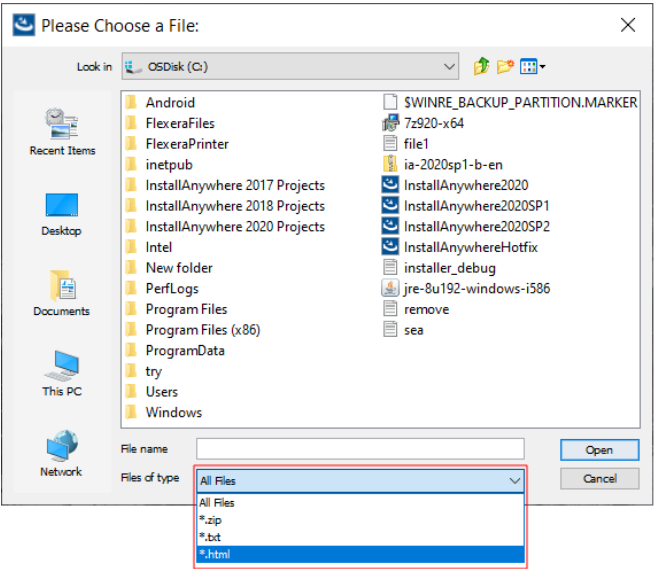 Please Choose a File:
Look in
OSDisk (C:)
Recent Items
Desktop
Documents
This PC
Network
Android
FlexeraFiles
FlexeraPrinter
inetpub
InstallAnywhere 2017 Projects
InstallAnywhere 2018 Projects
InstallAnywhere 2020 Projects
Intel
New folder
PerfLogs
Program Files
Program Files (x86)
ProgramData
try
Users
Windows
$WINRE_BACKUP_PARTITION.MARKER
7z920-x64
file1
ia-2020sp1-b-en
InstallAnywhere2020
InstallAnywhere2020SP1
InstallAnywhere2020SP2
InstallAnywhereHotfix
installer_debug
jre-8u192-windows-i586
remove
sea
File name
Open
Files of type
All Files
Cancel
All Files
*.zip
*.txt
*.html